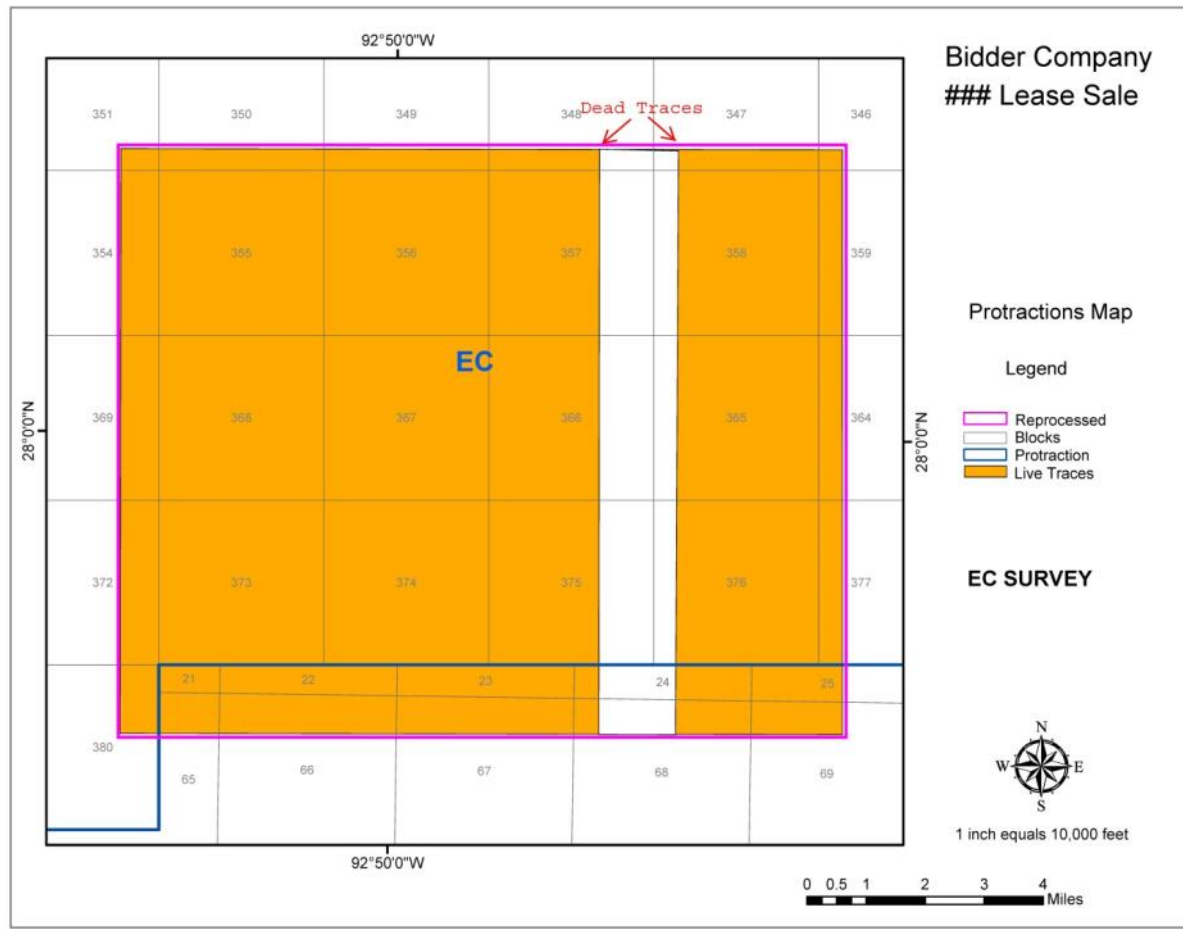 92°50'0"W
Bidder Company
### Lease Sale
351 350 349 348 Dead Traces 347 346
354 355 356 357 358 359
Protractions Map
EC
Legend
369 368 367 366 365 364
28°0'0"N
28°0'0"N
Reprocessed
Blocks
Protraction
Live Traces
372 373 374 375 376 377
EC SURVEY
21 22 23 24 25
380
65 66 67 68 69
N
W E
S
1 inch equals 10,000 feet
92°50'0"W
0 0.5 1 2 3 4
Miles